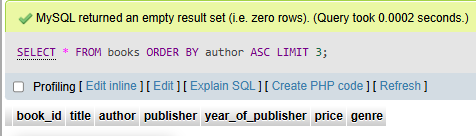 MySQL returned an empty result set (i.e. zero rows). (Query took 0.0002 seconds.)
SELECT * FROM books ORDER BY author ASC LIMIT 3;
Profiling [ Edit inline ] [ Edit ] [ Explain SQL ] [ Create PHP code ] [ Refresh ]
book_id title author publisher year_of_publisher price genre